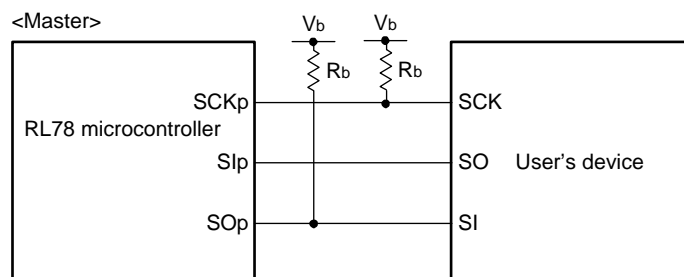 <Master>
Vb Vb
Rb Rb
SCKp SCK
RL78 microcontroller
SIp SO User's device
SOp SI